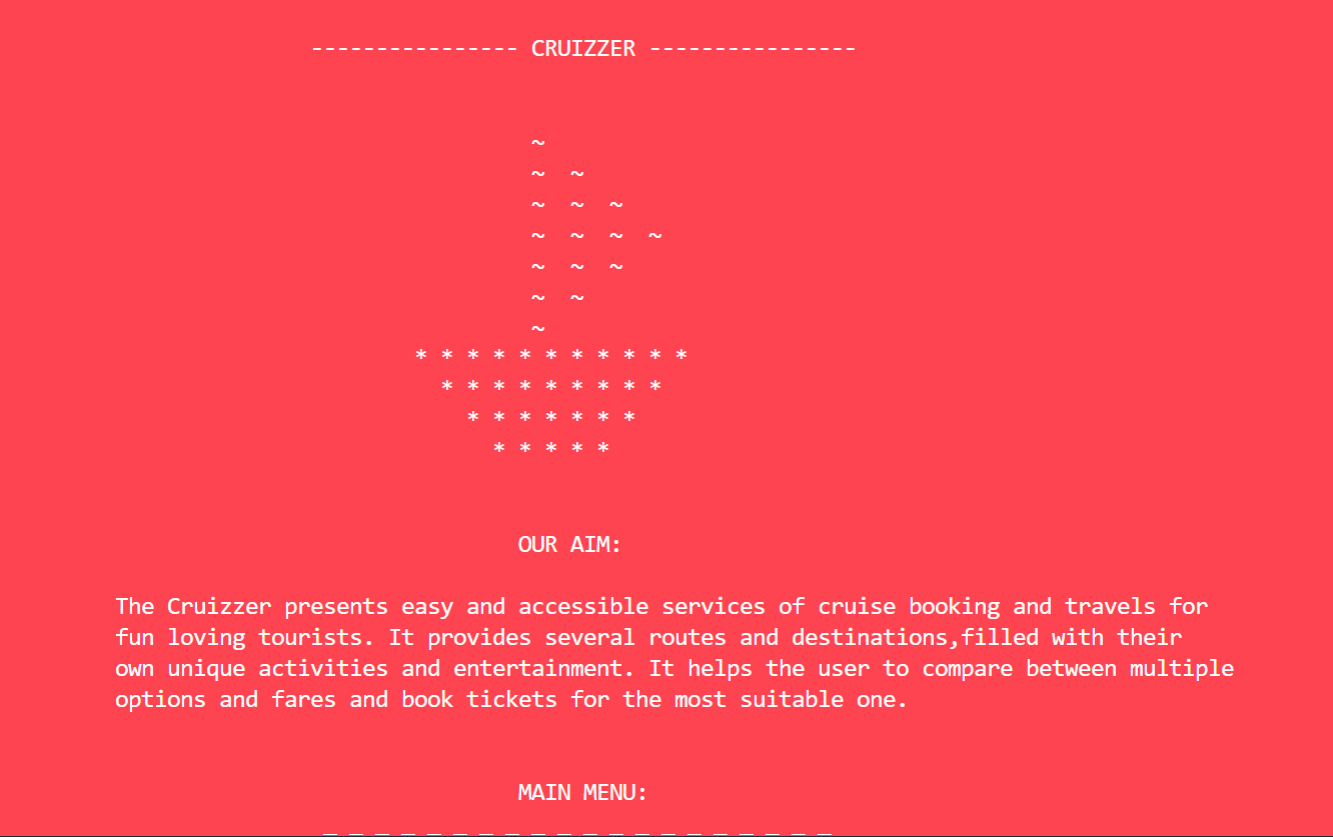 ---------------- CRUIZZER ----------------
~
~  ~
~  ~  ~
~  ~  ~  ~
~  ~  ~
~  ~
~
* * * * * * * * * * *
* * * * * * * * *
* * * * * * *
* * * * *
OUR AIM:
The Cruizzer presents easy and accessible services of cruise booking and travels for
fun loving tourists. It provides several routes and destinations,filled with their
own unique activities and entertainment. It helps the user to compare between multiple
options and fares and book tickets for the most suitable one.
MAIN MENU:
_ _ _ _ _ _ _ _ _ _ _ _ _ _ _ _ _ _ _ _